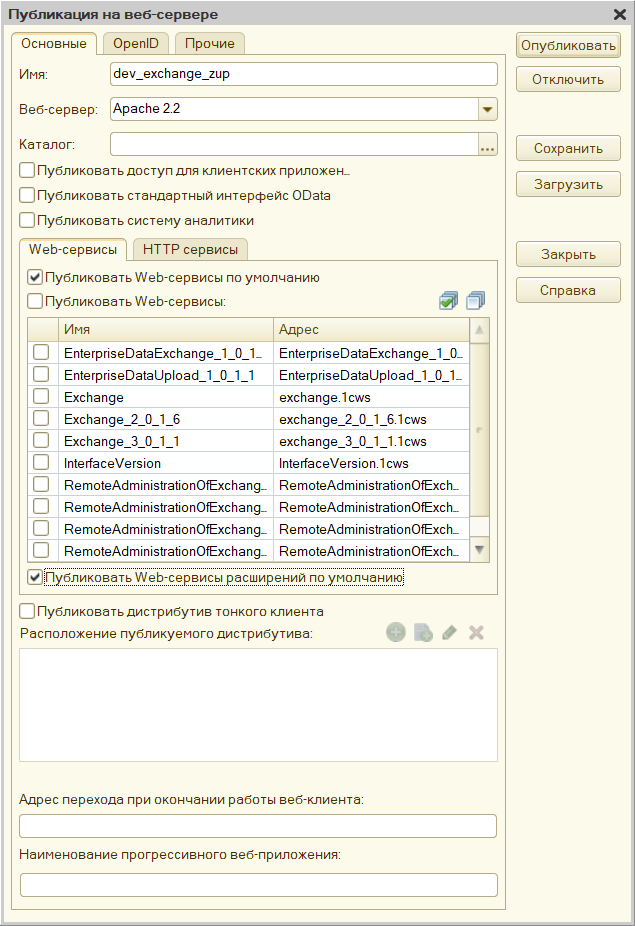 Публикация на веб-сервере
Основные OpenID Прочие
Опубликовать
Имя: dev_exchange_zup
Отключить
Веб-сервер: Apache 2.2
Каталог: ...
Сохранить
Публиковать доступ для клиентских приложен...
Загрузить
Публиковать стандартный интерфейс OData
Публиковать систему аналитики
Web-сервисы HTTP сервисы
Закрыть
Публиковать Web-сервисы по умолчанию
Справка
Публиковать Web-сервисы:
Имя Адрес
EnterpriseDataExchange_1_0_1... EnterpriseDataExchange_1_0...
EnterpriseDataUpload_1_0_1_1 EnterpriseDataUpload_1_0_1...
Exchange exchange.1cws
Exchange_2_0_1_6 exchange_2_0_1_6.1cws
Exchange_3_0_1_1 exchange_3_0_1_1.1cws
InterfaceVersion InterfaceVersion.1cws
RemoteAdministrationOfExchang... RemoteAdministrationOfExch...
RemoteAdministrationOfExchang... RemoteAdministrationOfExch...
RemoteAdministrationOfExchang... RemoteAdministrationOfExch...
RemoteAdministrationOfExchang... RemoteAdministrationOfExch...
Публиковать Web-сервисы расширений по умолчанию
Публиковать дистрибутив тонкого клиента
Расположение публикуемого дистрибутива:
Адрес перехода при окончании работы веб-клиента:
Наименование прогрессивного веб-приложения: